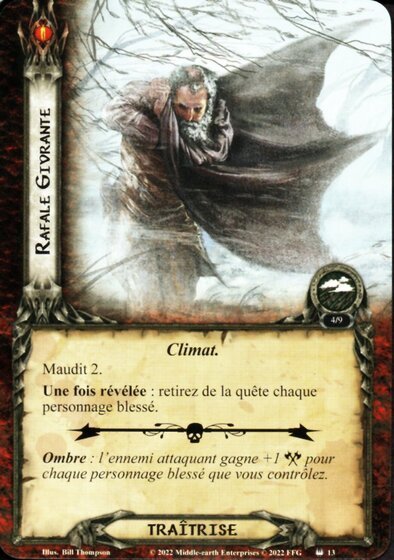 RAFALE GIVRANTE
4/9
Climat.
Maudit 2.
Une fois révélée : retirez de la quête chaque
personnage blessé.
Ombre : l'ennemi attaquant gagne +1 pour
chaque personnage blessé que vous contrôlez.
TRAÎTRISE
Illus. Bill Thompson © 2022 Middle-earth Enterprises © 2022 FFG 13